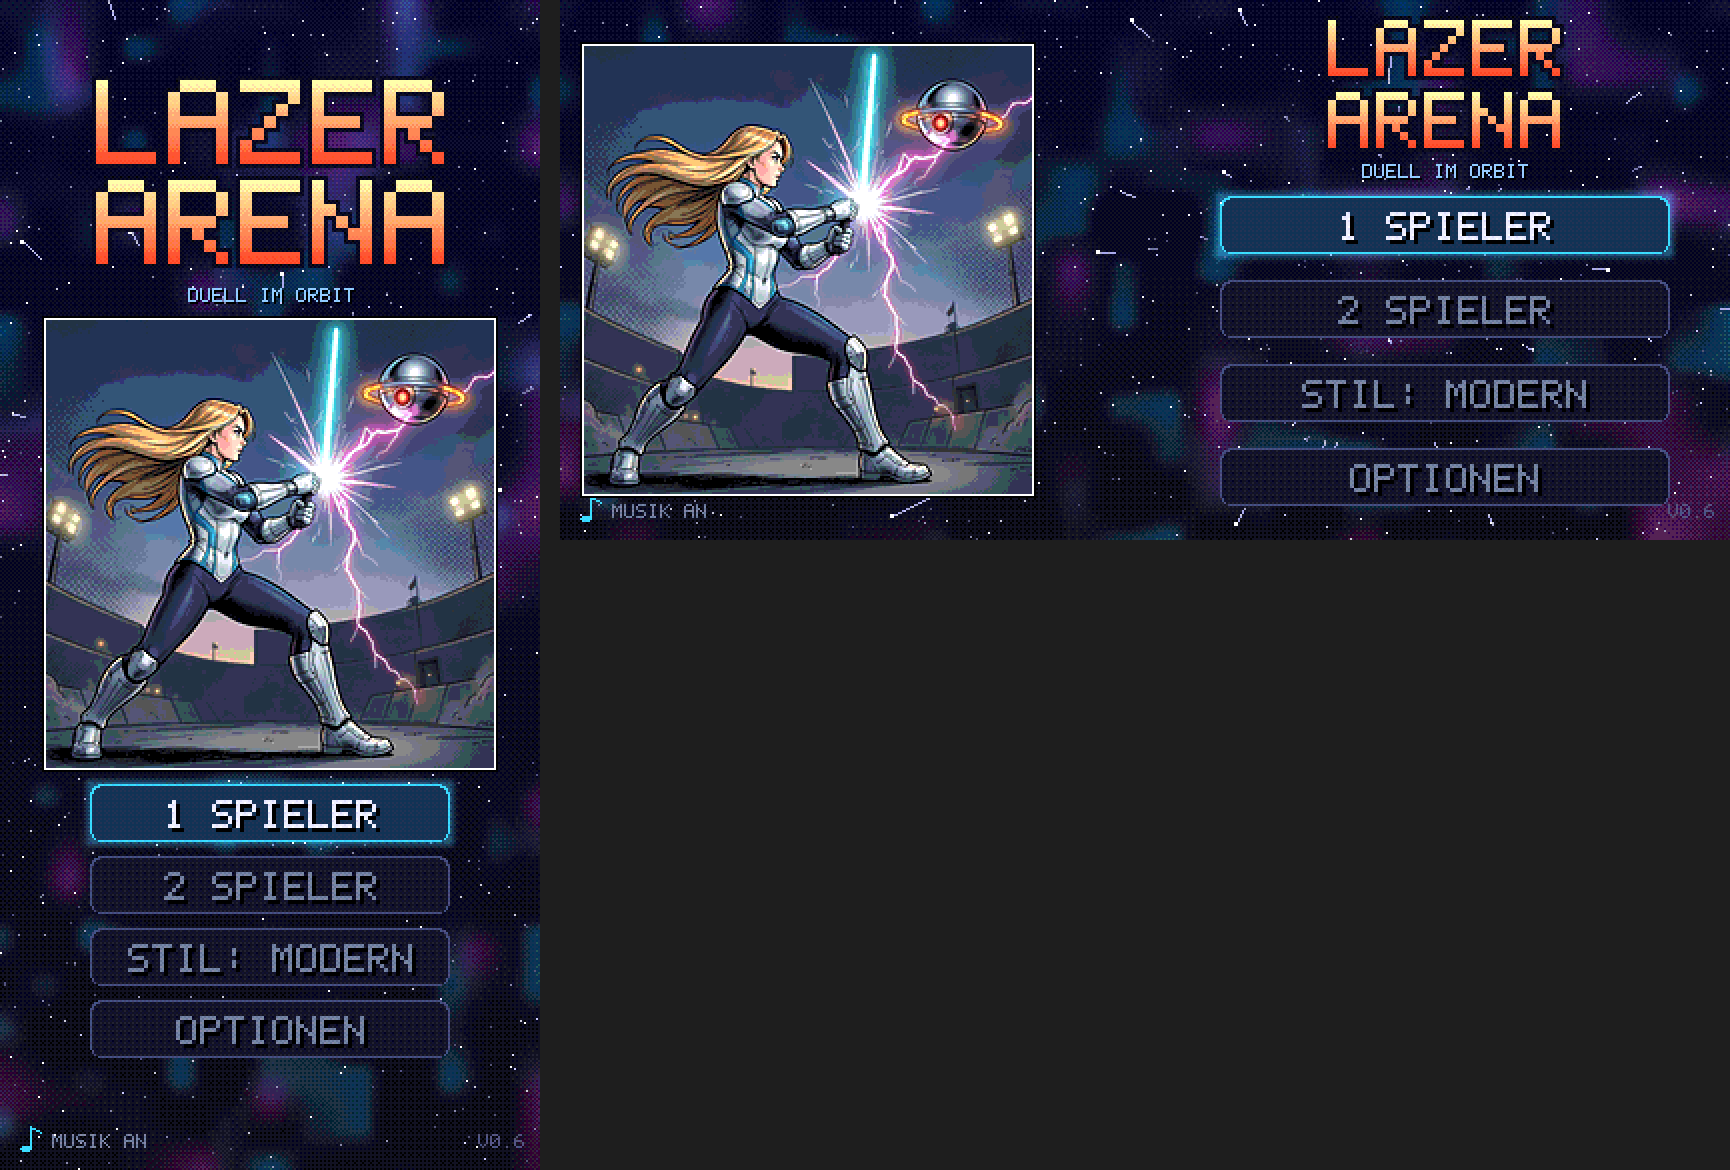 LAZER
ARENA
DUELL IM ORBIT
1 SPIELER
2 SPIELER
STIL: MODERN
OPTIONEN
MUSIK AN
V0.6
LAZER
ARENA
DUELL IM ORBIT
1 SPIELER
2 SPIELER
STIL: MODERN
OPTIONEN
MUSIK AN
V0.6